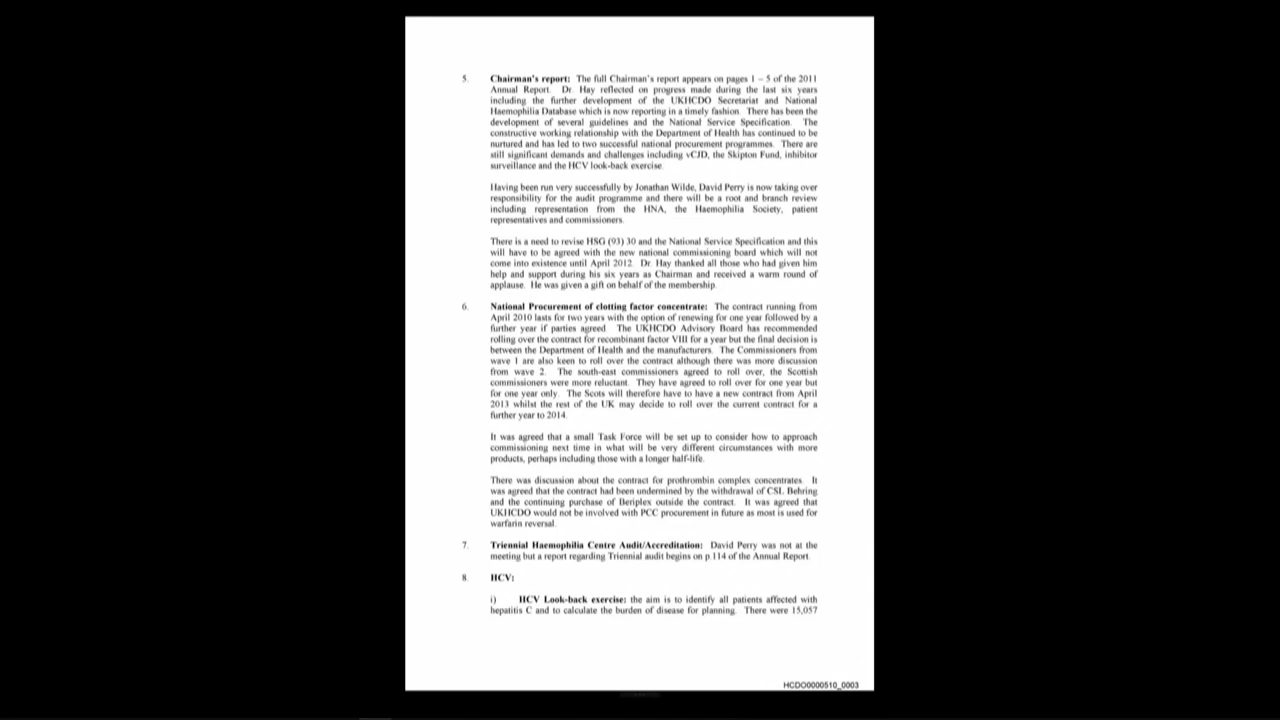 5. Chairman's report: The full Chairman's report appears on pages 1 – 5 of the 2011
Annual Report. Dr Hay reflected on progress made during the last six years
including the further development of the UKHCDO Secretariat and National
Haemophilia Database which is now reporting in a timely fashion. There has been the
development of several guidelines and the National Service Specification. The
constructive working relationship with the Department of Health has continued to be
nurtured and has led to two successful national procurement programmes. There are
still significant demands and challenges including vCJD, the Skipton Fund, inhibitor
surveillance and the HCV look-back exercise.
Having been run very successfully by Jonathan Wilde, David Perry is now taking over
responsibility for the audit programme and there will be a root and branch review
including representation from the HNA, the Haemophilia Society, patient
representatives and commissioners.
There is a need to revise HSG (93) 30 and the National Service Specification and this
will have to be agreed with the new national commissioning board which will not
come into existence until April 2012. Dr Hay thanked all those who had given him
help and support during his six years as Chairman and received a warm round of
applause. He was given a gift on behalf of the membership.
6. National Procurement of clotting factor concentrate: The contract running from
April 2010 lasts for two years with the option of renewing for one year followed by a
further year if parties agreed. The UKHCDO Advisory Board has recommended
rolling over the contract for recombinant factor VIII for a year but the final decision is
between the Department of Health and the manufacturers. The Commissioners from
wave 1 are also keen to roll over the contract although there was more discussion
from wave 2. The south-east commissioners agreed to roll over, the Scottish
commissioners were more reluctant. They have agreed to roll over for one year but
for one year only. The Scots will therefore have to have a new contract from April
2013 whilst the rest of the UK may decide to roll over the current contract for a
further year to 2014.
It was agreed that a small Task Force will be set up to consider how to approach
commissioning next time in what will be very different circumstances with more
products, perhaps including those with a longer half-life.
There was discussion about the contract for prothrombin complex concentrates. It
was agreed that the contract had been undermined by the withdrawal of CSL Behring
and the continuing purchase of Beriplex outside the contract. It was agreed that
UKHCDO would not be involved with PCC procurement in future as most is used for
warfarin reversal.
7. Triennial Haemophilia Centre Audit/Accreditation: David Perry was not at the
meeting but a report regarding Triennial audit begins on p.114 of the Annual Report.
8. HCV:
i) HCV Look-back exercise: the aim is to identify all patients affected with
hepatitis C and to calculate the burden of disease for planning. There were 15,057
HCDO0000510_0003